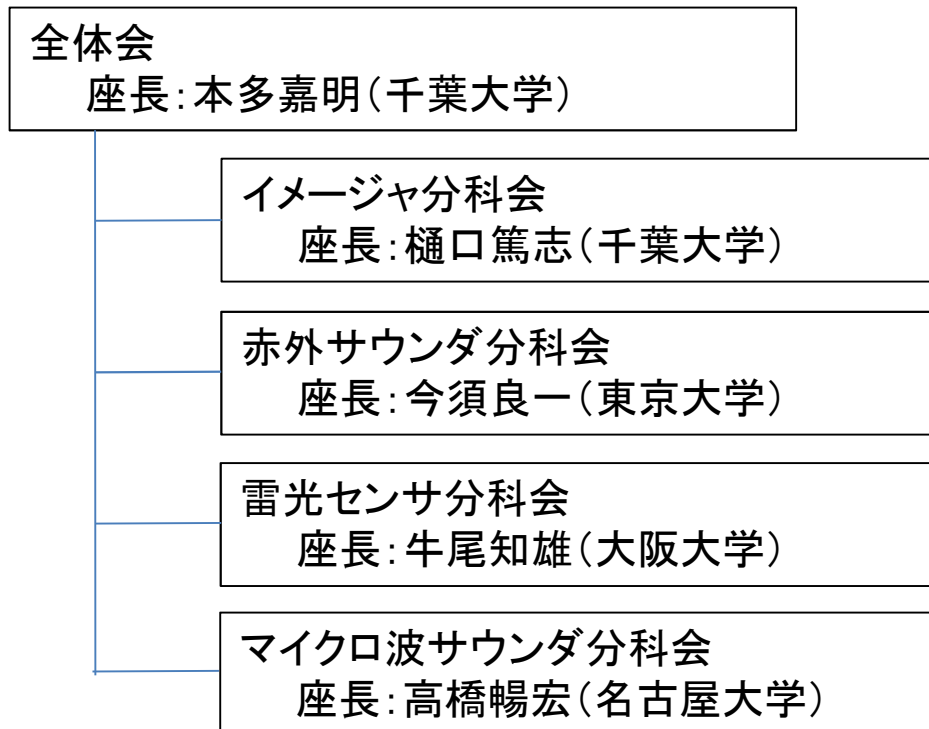 全体会
座長:本多嘉明(千葉大学)
イメージャ分科会
座長:樋口篤志(千葉大学)
赤外サウンダ分科会
座長:今須良一(東京大学)
雷光センサ分科会
座長:牛尾知雄(大阪大学)
マイクロ波サウンダ分科会
座長:高橋暢宏(名古屋大学)